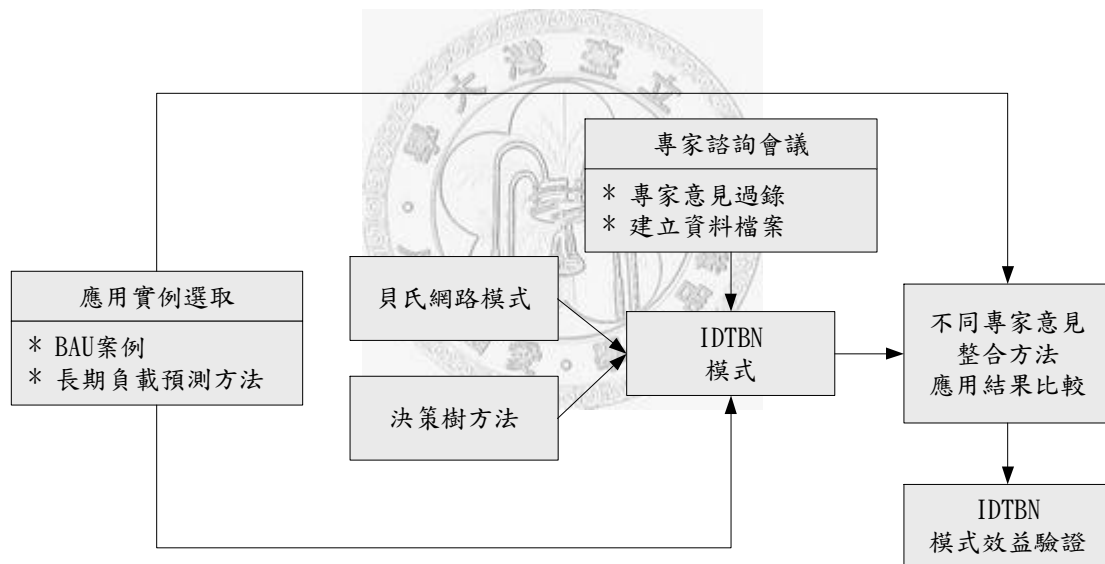 專家諮詢會議
* 專家意見過錄
* 建立資料檔案
應用實例選取
* BAU案例
* 長期負載預測方法
貝氏網路模式
決策樹方法
IDTBN
模式
不同專家意見
整合方法
應用結果比較
IDTBN
模式效益驗證